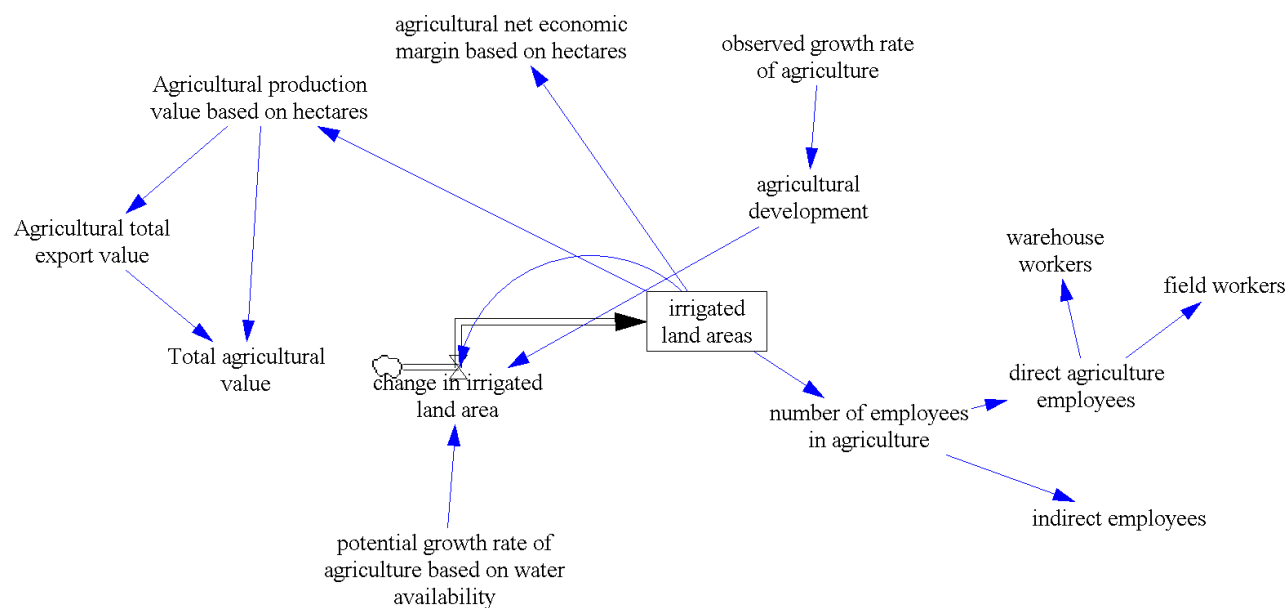 agricultural net economic
margin based on hectares
observed growth rate
of agriculture
Agricultural production
value based on hectares
agricultural
development
Agricultural total
export value
warehouse
workers
field workers
irrigated
land areas
Total agricultural
value
change in irrigated
land area
direct agriculture
employees
number of employees
in agriculture
indirect employees
potential growth rate of
agriculture based on water
availability